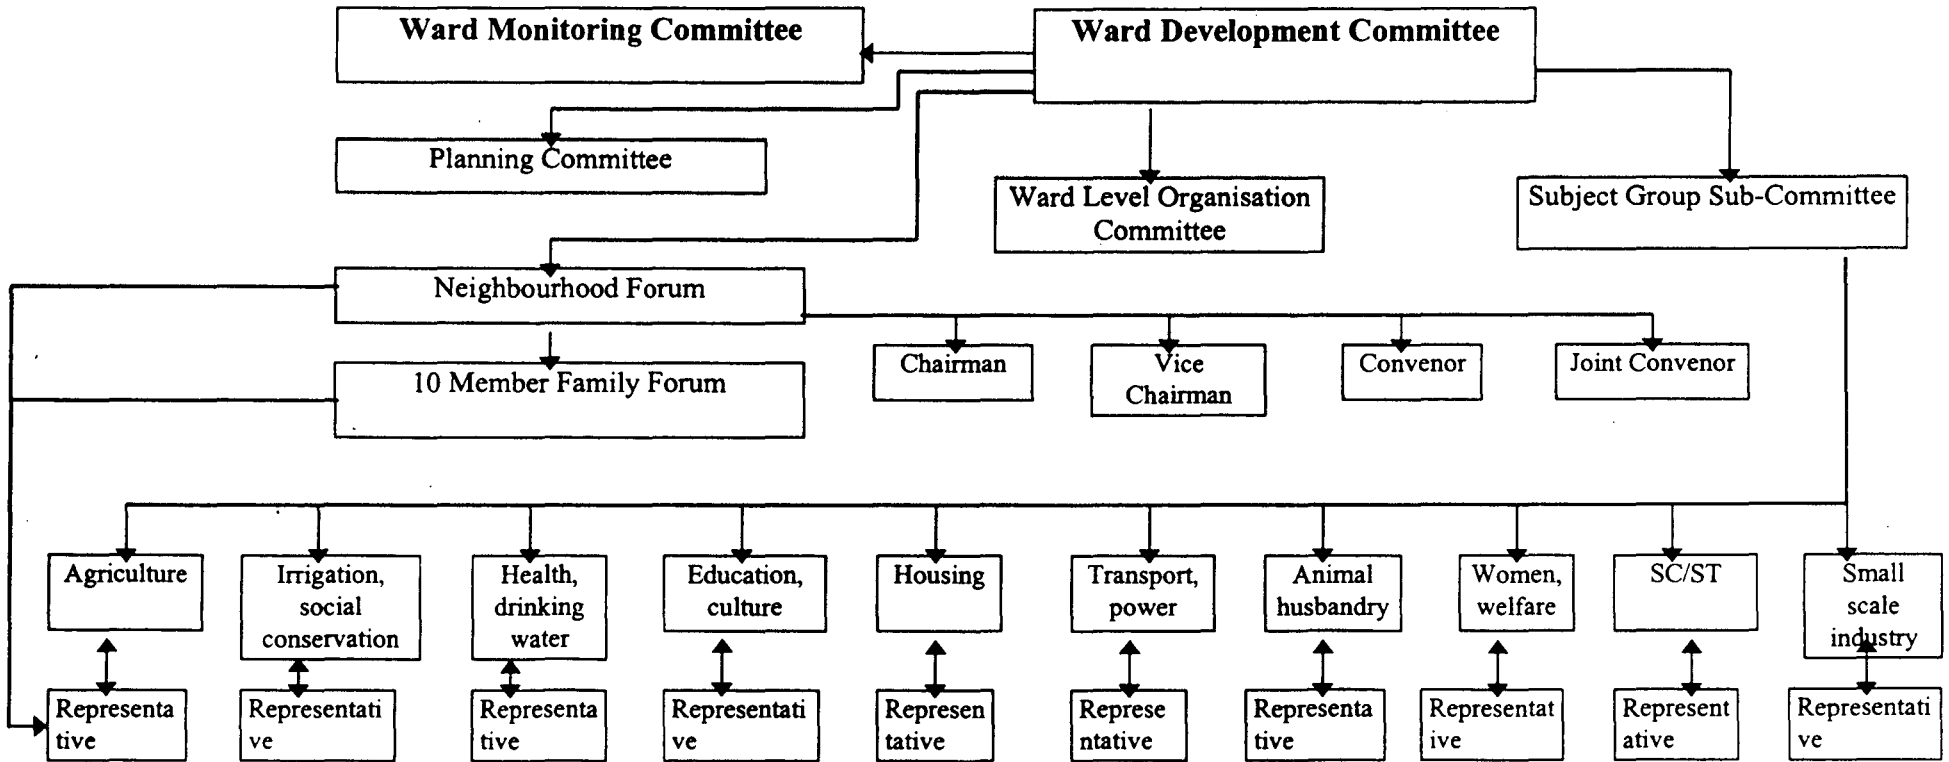 Ward Monitoring Committee
Ward Development Committee
Planning Committee
Ward Level Organisation
Committee
Subject Group Sub-Committee
Neighbourhood Forum
10 Member Family Forum
Chairman
Vice
Chairman
Convenor
Joint Convenor
Agriculture
Irrigation,
social
conservation
Health,
drinking
water
Education,
culture
Housing
Transport,
power
Animal
husbandry
Women,
welfare
SC/ST
Small
scale
industry
Representa
tive
Representati
ve
Representa
tive
Representati
ve
Represen
tative
Represe
ntative
Representa
tive
Representat
ive
Represent
ative
Representati
ve